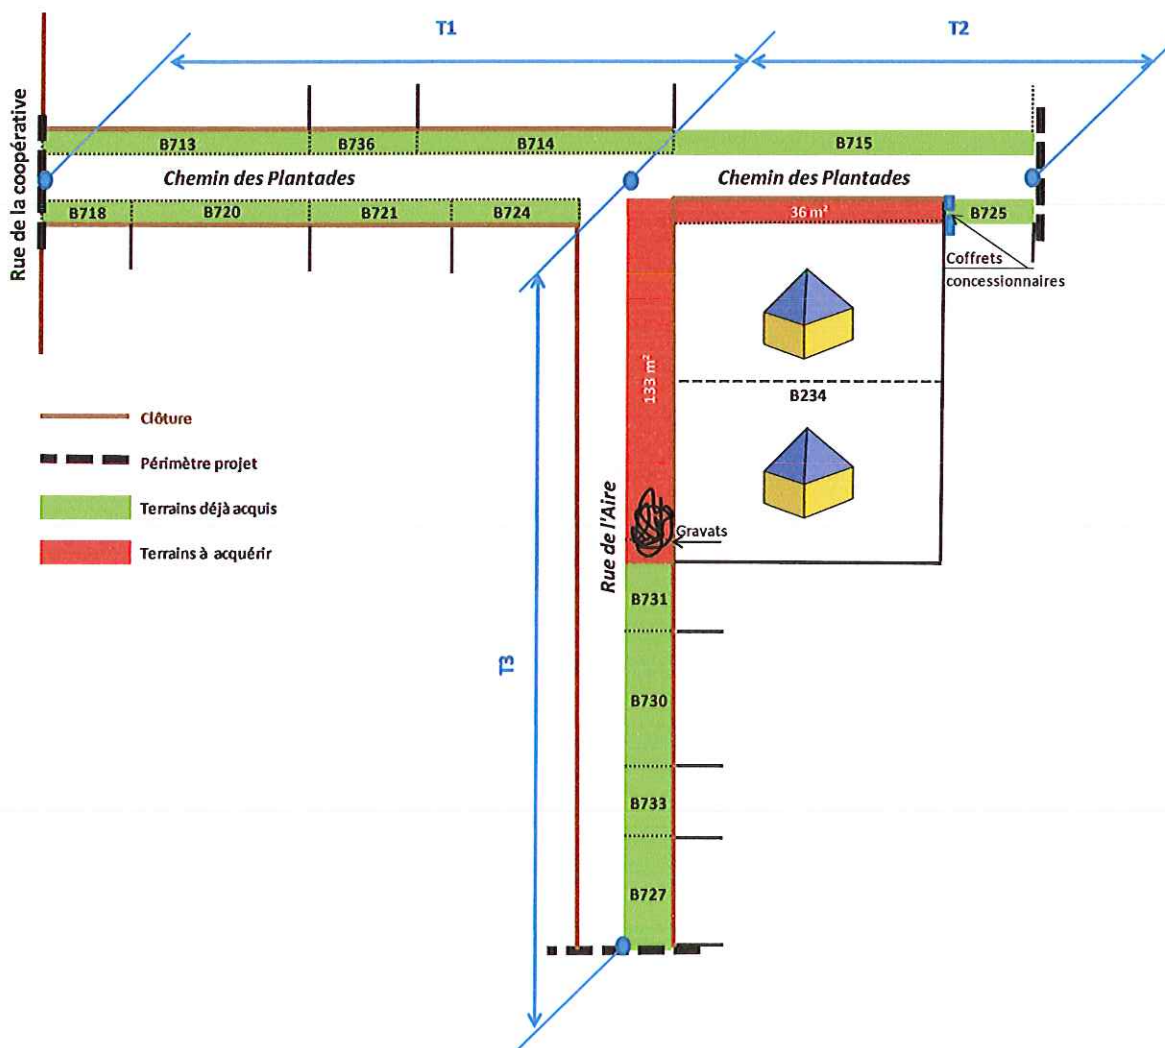 T1
T2
Rue de la coopérative
B713
B736
B714
B715
Chemin des Plantades
Chemin des Plantades
B718
B720
B721
B724
36 m²
B725
Coffrets
concessionnaires
133 m²
B234
Clôture
Périmètre projet
Terrains déjà acquis
Terrains à acquérir
Rue de l'Aire
Gravats
B731
T3
B730
B733
B727